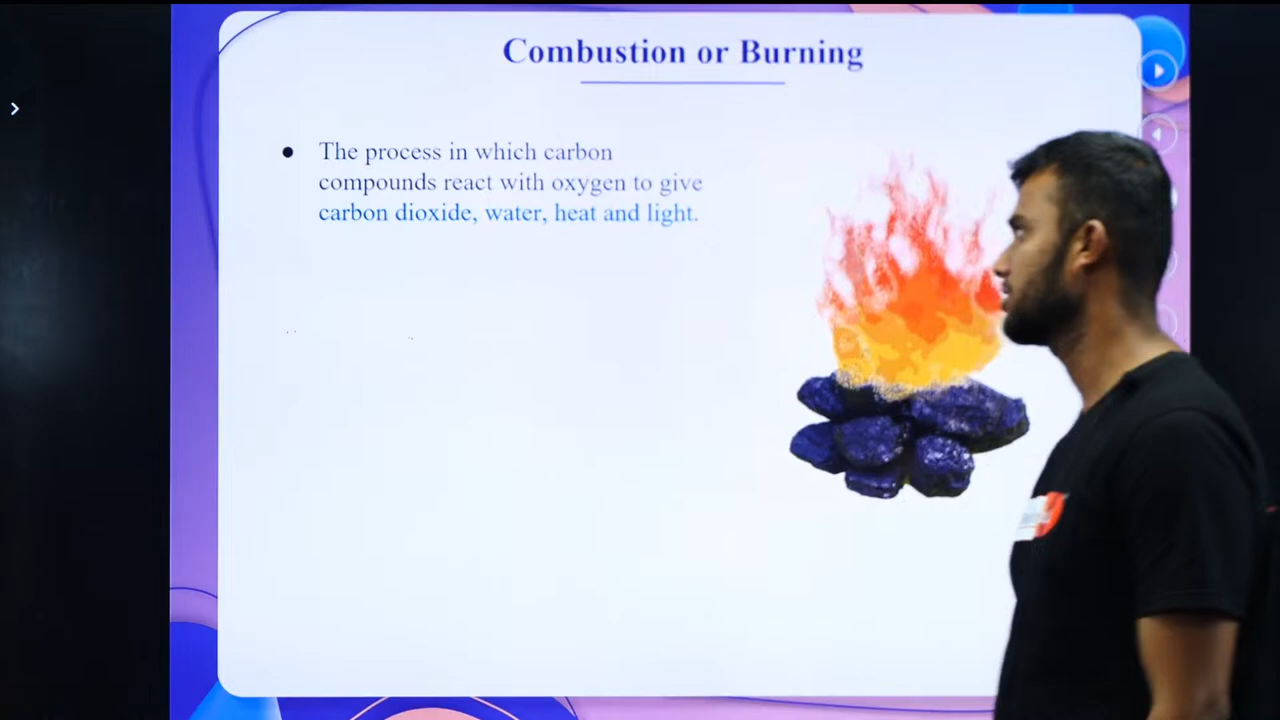 Combustion or Burning
● The process in which carbon
compounds react with oxygen to give
carbon dioxide, water, heat and light.